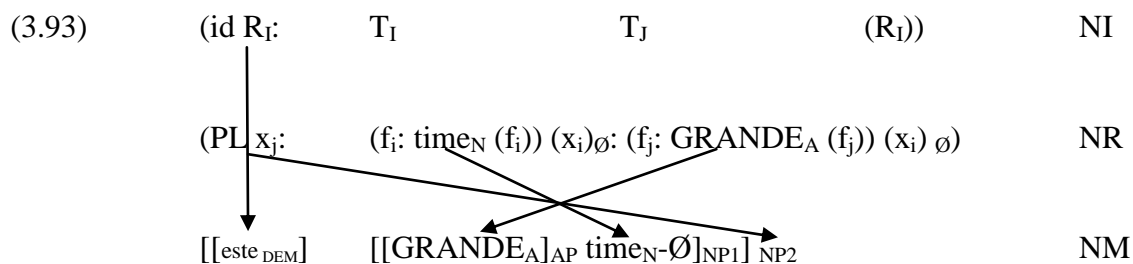 (3.93) (id R_I: T_I T_J (R_I)) NI
(PL x_j: (f_i: time_N (f_i)) (x_i)_Ø: (f_j: GRANDE_A (f_j)) (x_i) _Ø) NR
[[este _DEM] [[GRANDE_A]_AP time_N-Ø]_NP1] _NP2 NM